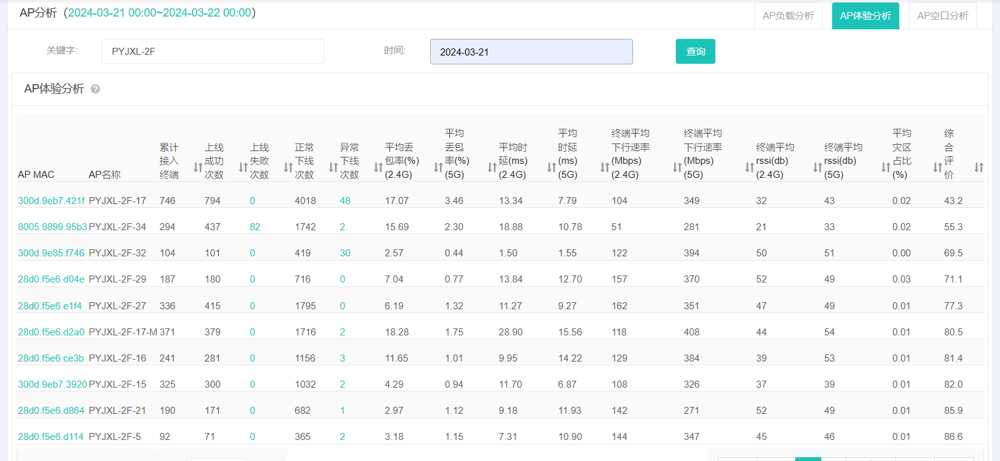 AP分析（2024-03-21 00:00~2024-03-22 00:00）
AP负载分析 AP体验分析 AP空口分析
关键字: PYJXL-2F 时间: 2024-03-21 查询
AP体验分析 ?
AP MAC AP名称 累计接入终端 上线成功次数 上线失败次数 正常下线次数 异常下线次数 平均丢包率(%)(2.4G) 平均丢包率(%)(5G) 平均时延(ms)(2.4G) 平均时延(ms)(5G) 终端平均下行速率(Mbps)(2.4G) 终端平均下行速率(Mbps)(5G) 终端平均rssi(db)(2.4G) 终端平均rssi(db)(5G) 平均灾区占比(%) 综合评价
300d.9eb7.421f PYJXL-2F-17 746 794 0 4018 48 17.07 3.46 13.34 7.79 104 349 32 43 0.02 43.2
8005.8899.95b3 PYJXL-2F-34 294 437 82 1742 2 15.69 2.30 18.88 10.78 51 281 21 33 0.02 55.3
300d.9e85.f746 PYJXL-2F-32 104 101 0 419 30 2.57 0.44 1.50 1.55 122 394 50 51 0.00 69.5
28d0.f5e6.d04e PYJXL-2F-29 187 180 0 716 0 7.04 0.77 13.84 12.70 157 370 52 49 0.03 71.1
28d0.f5e6.e1f4 PYJXL-2F-27 336 415 0 1795 0 6.19 1.32 11.27 9.27 162 351 47 49 0.01 77.3
28d0.f5e6.d2a0 PYJXL-2F-17-M 371 379 0 1716 2 18.28 1.75 28.90 15.56 118 408 44 54 0.01 80.5
28d0.f5e6.ce3b PYJXL-2F-16 241 281 0 1156 3 11.65 1.01 9.95 14.22 129 384 39 53 0.01 81.4
300d.9eb7.3920 PYJXL-2F-15 325 300 0 1032 2 4.29 0.94 11.70 6.87 108 326 37 39 0.01 82.0
28d0.f5e6.d864 PYJXL-2F-21 190 171 0 682 1 2.97 1.12 9.18 11.93 142 271 52 49 0.01 85.9
28d0.f5e6.d114 PYJXL-2F-5 92 71 0 365 2 3.18 1.15 7.31 10.90 144 347 45 46 0.01 86.6